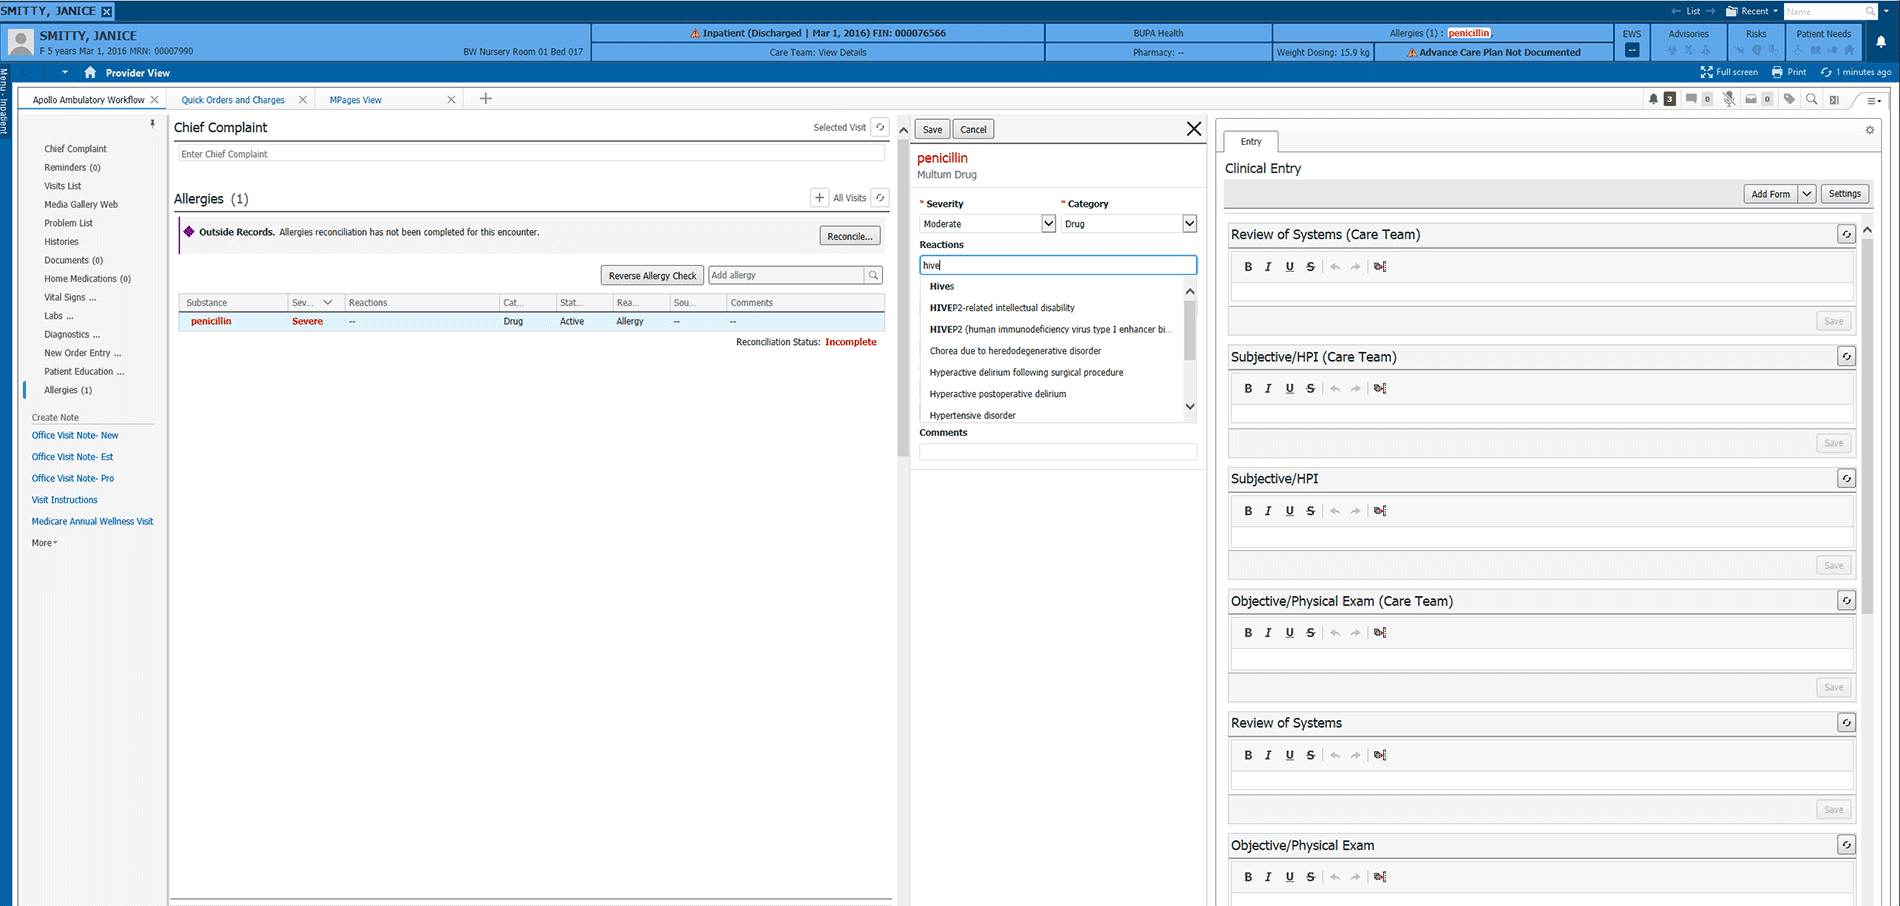 SMITTY, JANICE
List
Recent
Name
SMITTY, JANICE
F 5 years Mar 1, 2016 MRN: 00007990
BW Nursery Room 01 Bed 017
Inpatient (Discharged | Mar 1, 2016) FIN: 000076566
Care Team: View Details
BUPA Health
Pharmacy: --
Allergies (1) : penicillin
Weight Dosing: 15.9 kg
Advance Care Plan Not Documented
EWS
--
Advisories
Risks
Patient Needs
Menu - Inpatient
Provider View
Full screen
Print
1 minutes ago
Apollo Ambulatory Workflow
Quick Orders and Charges
MPages View
3
0
0
Chief Complaint
Reminders (0)
Visits List
Media Gallery Web
Problem List
Histories
Documents (0)
Home Medications (0)
Vital Signs ...
Labs ...
Diagnostics ...
New Order Entry ...
Patient Education ...
Allergies (1)
Create Note
Office Visit Note- New
Office Visit Note- Est
Office Visit Note- Pro
Visit Instructions
Medicare Annual Wellness Visit
More
Chief Complaint
Selected Visit
Enter Chief Complaint
Allergies (1)
All Visits
Outside Records. Allergies reconciliation has not been completed for this encounter.
Reconcile...
Reverse Allergy Check
Add allergy
Substance Sev... Reactions Cat... Stat... Rea... Sou... Comments
penicillin Severe -- Drug Active Allergy -- --
Reconciliation Status: Incomplete
Save
Cancel
penicillin
Multum Drug
* Severity
* Category
Moderate
Drug
Reactions
hive
Hives
HIVEP2-related intellectual disability
HIVEP2 (human immunodeficiency virus type I enhancer bi...
Chorea due to heredodegenerative disorder
Hyperactive delirium following surgical procedure
Hyperactive postoperative delirium
Hypertensive disorder
Comments
Entry
Clinical Entry
Add Form
Settings
Review of Systems (Care Team)
B I U S
Save
Subjective/HPI (Care Team)
B I U S
Save
Subjective/HPI
B I U S
Save
Objective/Physical Exam (Care Team)
B I U S
Save
Review of Systems
B I U S
Save
Objective/Physical Exam
B I U S